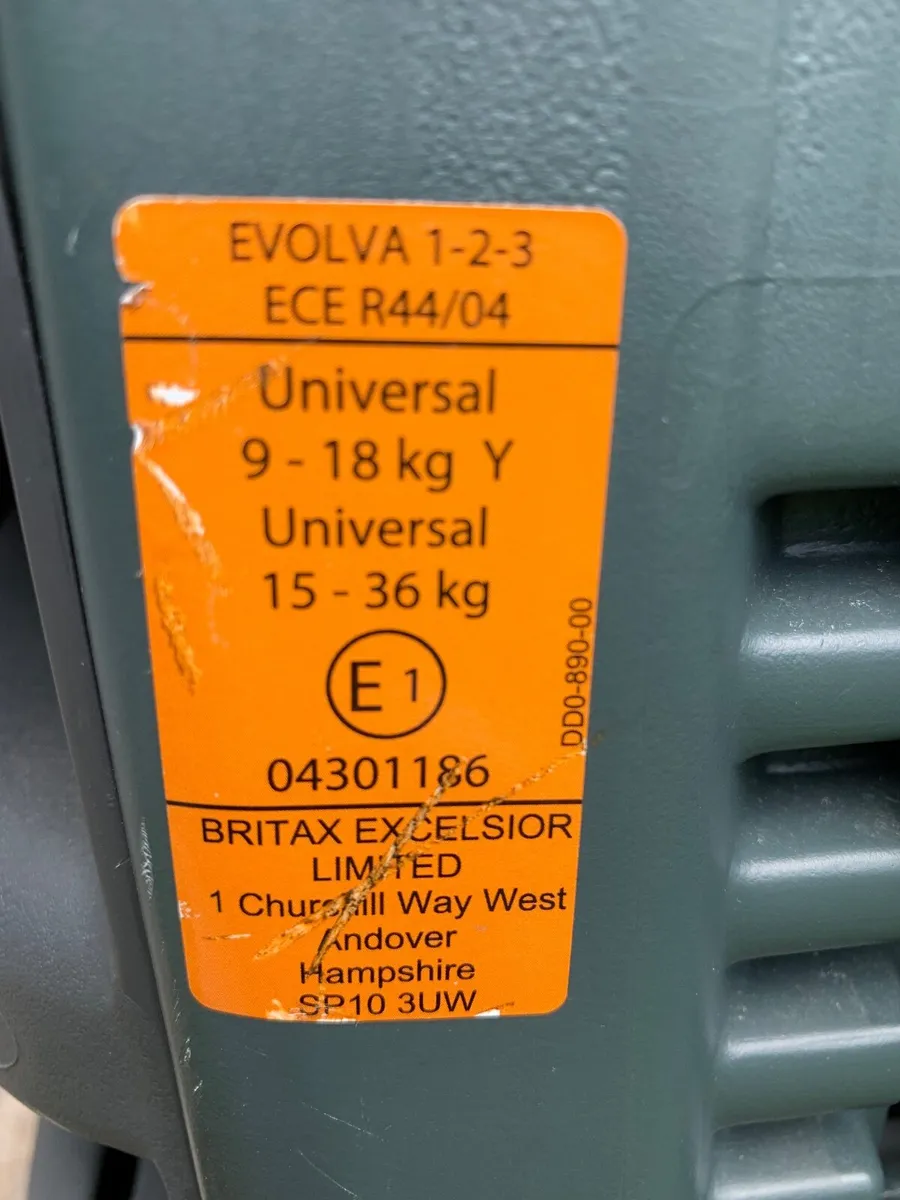 EVOLVA 1-2-3
ECE R44/04
Universal
9 - 18 kg Y
Universal
15 - 36 kg
E 1
DD0-890-00
04301186
BRITAX EXCELSIOR
LIMITED
1 Churchill Way West
Andover
Hampshire
SP10 3UW